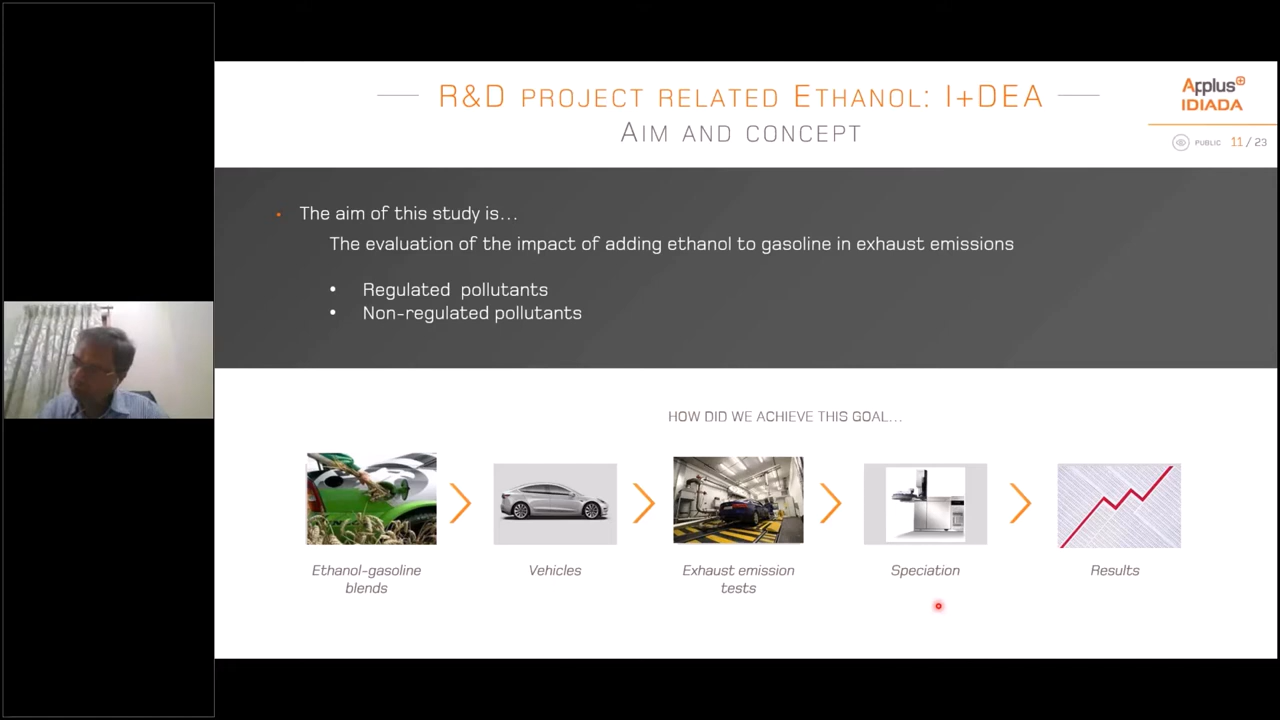 R&D PROJECT RELATED ETHANOL: I+DEA
AIM AND CONCEPT
Applus+
IDIADA
PUBLIC 11 / 23
• The aim of this study is...
The evaluation of the impact of adding ethanol to gasoline in exhaust emissions
• Regulated pollutants
• Non-regulated pollutants
HOW DID WE ACHIEVE THIS GOAL...
Ethanol-gasoline
blends
Vehicles
Exhaust emission
tests
Speciation
Results